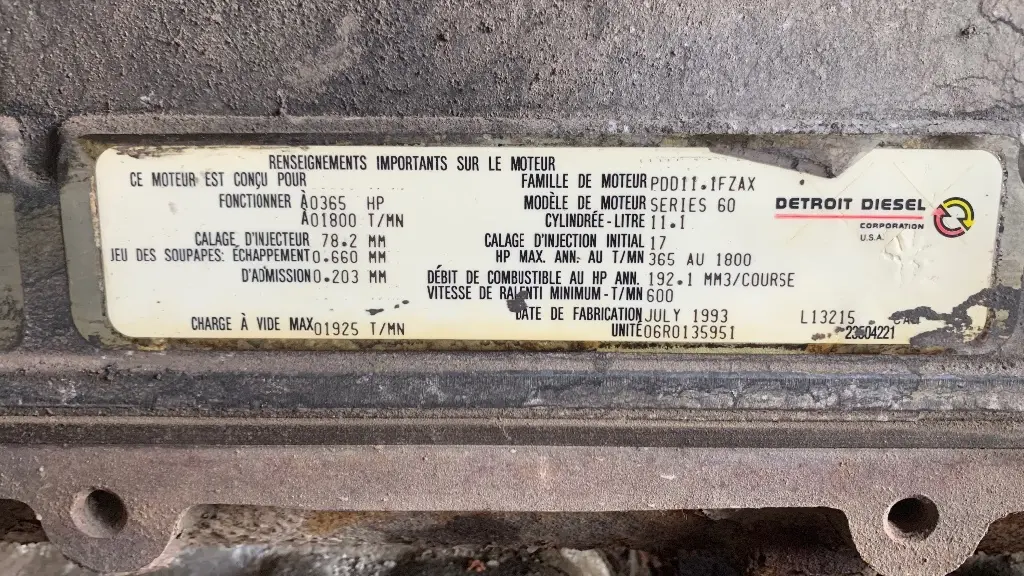 RENSEIGNEMENTS IMPORTANTS SUR LE MOTEUR
CE MOTEUR EST CONÇU POUR
FONCTIONNER À 0365 HP
À 01800 T/MN
CALAGE D'INJECTEUR 78.2 MM
JEU DES SOUPAPES: ÉCHAPPEMENT 0.660 MM
D'ADMISSION 0.203 MM
CHARGE À VIDE MAX 01925 T/MN
FAMILLE DE MOTEUR PDD11.1FZAX
MODÈLE DE MOTEUR SERIES 60
CYLINDRÉE-LITRE 11.1
CALAGE D'INJECTION INITIAL 17
HP MAX. ANN. AU T/MN 365 AU 1800
DÉBIT DE COMBUSTIBLE AU HP ANN. 192.1 MM3/COURSE
VITESSE DE RALENTI MINIMUM-T/MN 600
DATE DE FABRICATION JULY 1993
UNITÉ 06R0135951
DETROIT DIESEL
CORPORATION
U.S.A.
L13215
23504221